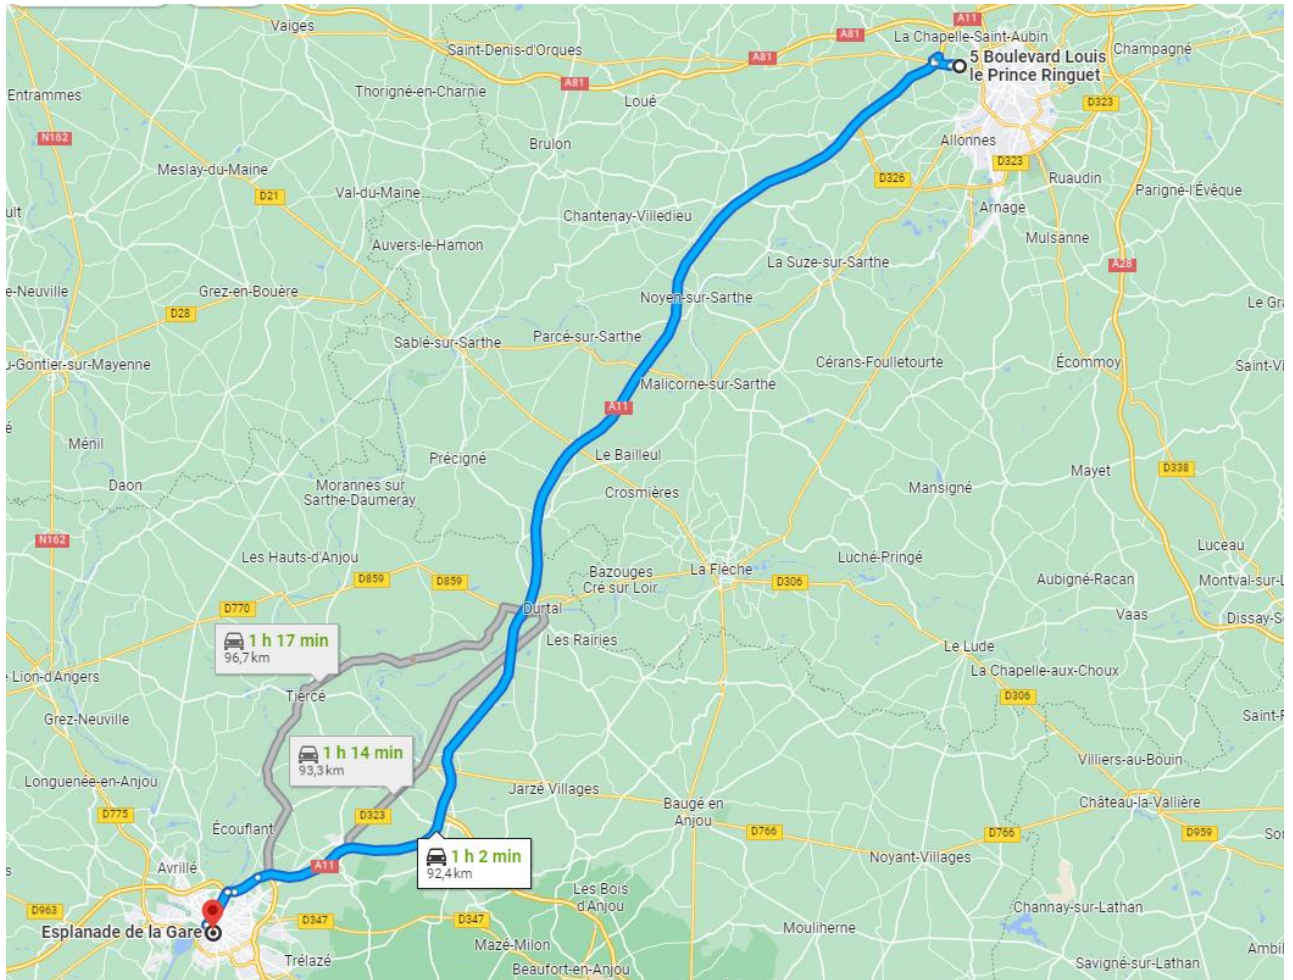 Vaiges
Saint-Denis-d'Orques
A81
A81
A81
A11
La Chapelle-Saint-Aubin
Champagné
5 Boulevard Louis
le Prince Ringuet
Entrammes
Thorigné-en-Charnie
Loué
D323
N162
Brulon
Allonnes
D323
Meslay-du-Maine
Val-du-Maine
D21
D326
Ruaudin
Parigné-l'Évêque
Chantenay-Villedieu
Arnage
Mulsanne
Auvers-le-Hamon
La Suze-sur-Sarthe
A28
e-Neuville
Grez-en-Bouère
Noyen-sur-Sarthe
D28
Sablé-sur-Sarthe
Parcé-sur-Sarthe
Cérans-Foulletourte
Écommoy
u-Gontier-sur-Mayenne
Malicorne-sur-Sarthe
A11
Ménil
Précigné
Le Bailleul
Mayet
D338
Daon
Morannes sur
Sarthe-Daumeray
Crosmières
Mansigné
N162
Luceau
Les Hauts-d'Anjou
D859
D859
Bazouges
Cré sur Loir
La Flèche
D306
Luché-Pringé
Aubigné-Racan
Montval-sur-L
D770
Durtal
Vaas
Dissay-S
1 h 17 min
96,7 km
Les Rairies
Le Lude
Lion-d'Angers
Tiercé
La Chapelle-aux-Choux
D306
Grez-Neuville
1 h 14 min
93,3 km
Villiers-au-Bouin
Longuenée-en-Anjou
Jarzé Villages
Baugé en
Anjou
Château-la-Vallière
D775
D323
Écouflant
D766
D766
D959
Avrillé
A11
1 h 2 min
92,4 km
Noyant-Villages
Les Bois
d'Anjou
D963
D347
D347
Channay-sur-Lathan
Esplanade de la Gare
Mouliherne
Trélazé
Mazé-Milon
Beaufort-en-Anjou
Savigné-sur-Lathan